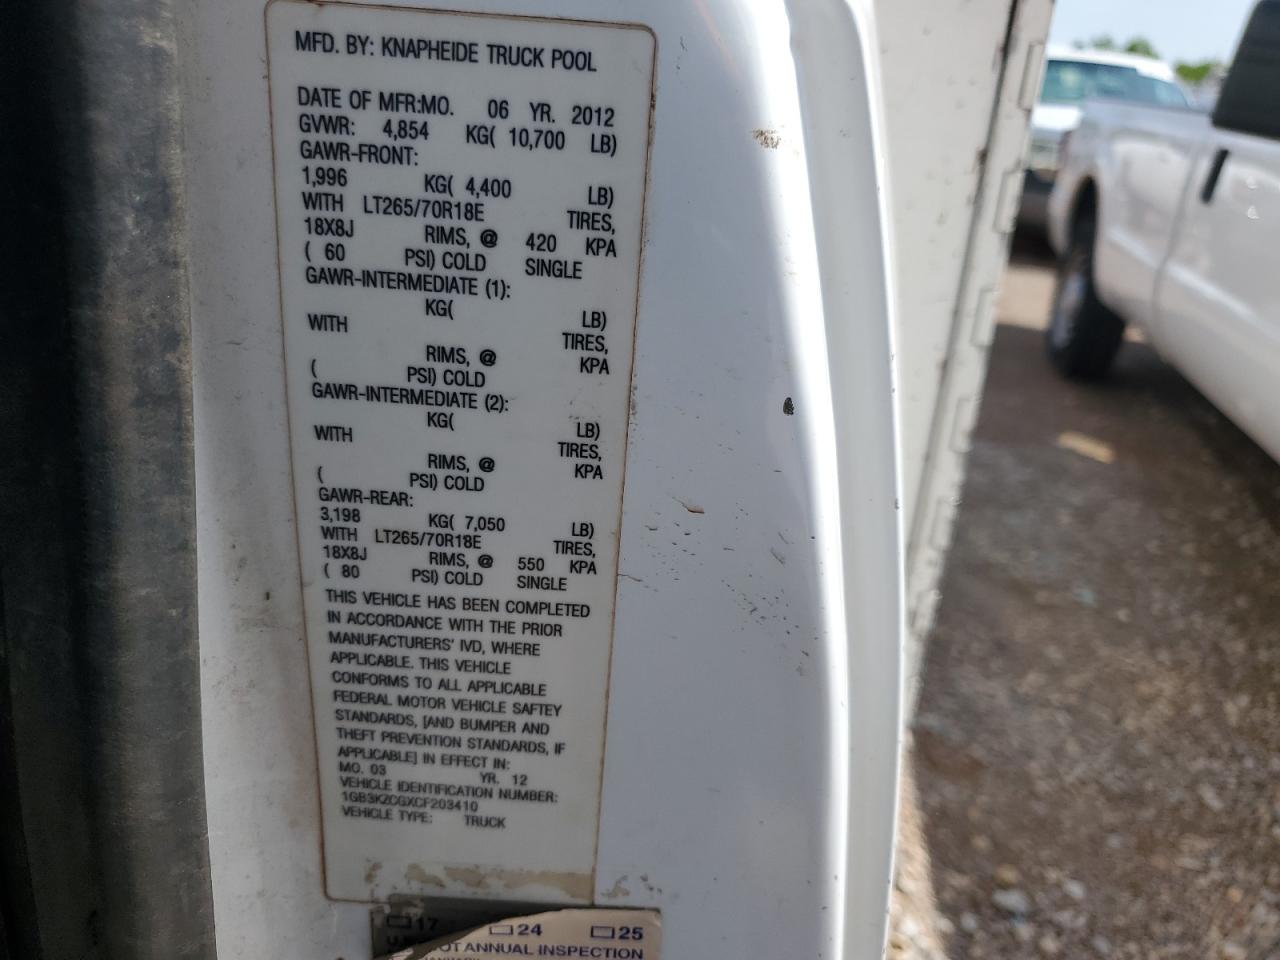 MFD. BY: KNAPHEIDE TRUCK POOL
DATE OF MFR:MO. 06 YR. 2012
GVWR: 4,854 KG( 10,700 LB)
GAWR-FRONT:
1,996 KG( 4,400 LB)
WITH LT265/70R18E TIRES,
18X8J RIMS, @ 420 KPA
( 60 PSI) COLD SINGLE
GAWR-INTERMEDIATE (1):
KG( LB)
WITH TIRES,
RIMS, @ KPA
( PSI) COLD
GAWR-INTERMEDIATE (2):
KG( LB)
WITH TIRES,
RIMS, @ KPA
( PSI) COLD
GAWR-REAR:
3,198 KG( 7,050 LB)
WITH LT265/70R18E TIRES,
18X8J RIMS, @ 550 KPA
( 80 PSI) COLD SINGLE
THIS VEHICLE HAS BEEN COMPLETED
IN ACCORDANCE WITH THE PRIOR
MANUFACTURERS' IVD, WHERE
APPLICABLE. THIS VEHICLE
CONFORMS TO ALL APPLICABLE
FEDERAL MOTOR VEHICLE SAFTEY
STANDARDS, [AND BUMPER AND
THEFT PREVENTION STANDARDS, IF
APPLICABLE] IN EFFECT IN:
MO. 03 YR. 12
VEHICLE IDENTIFICATION NUMBER:
1GB3KZCGXCF203410
VEHICLE TYPE: TRUCK
17 24 25
ANNUAL INSPECTION